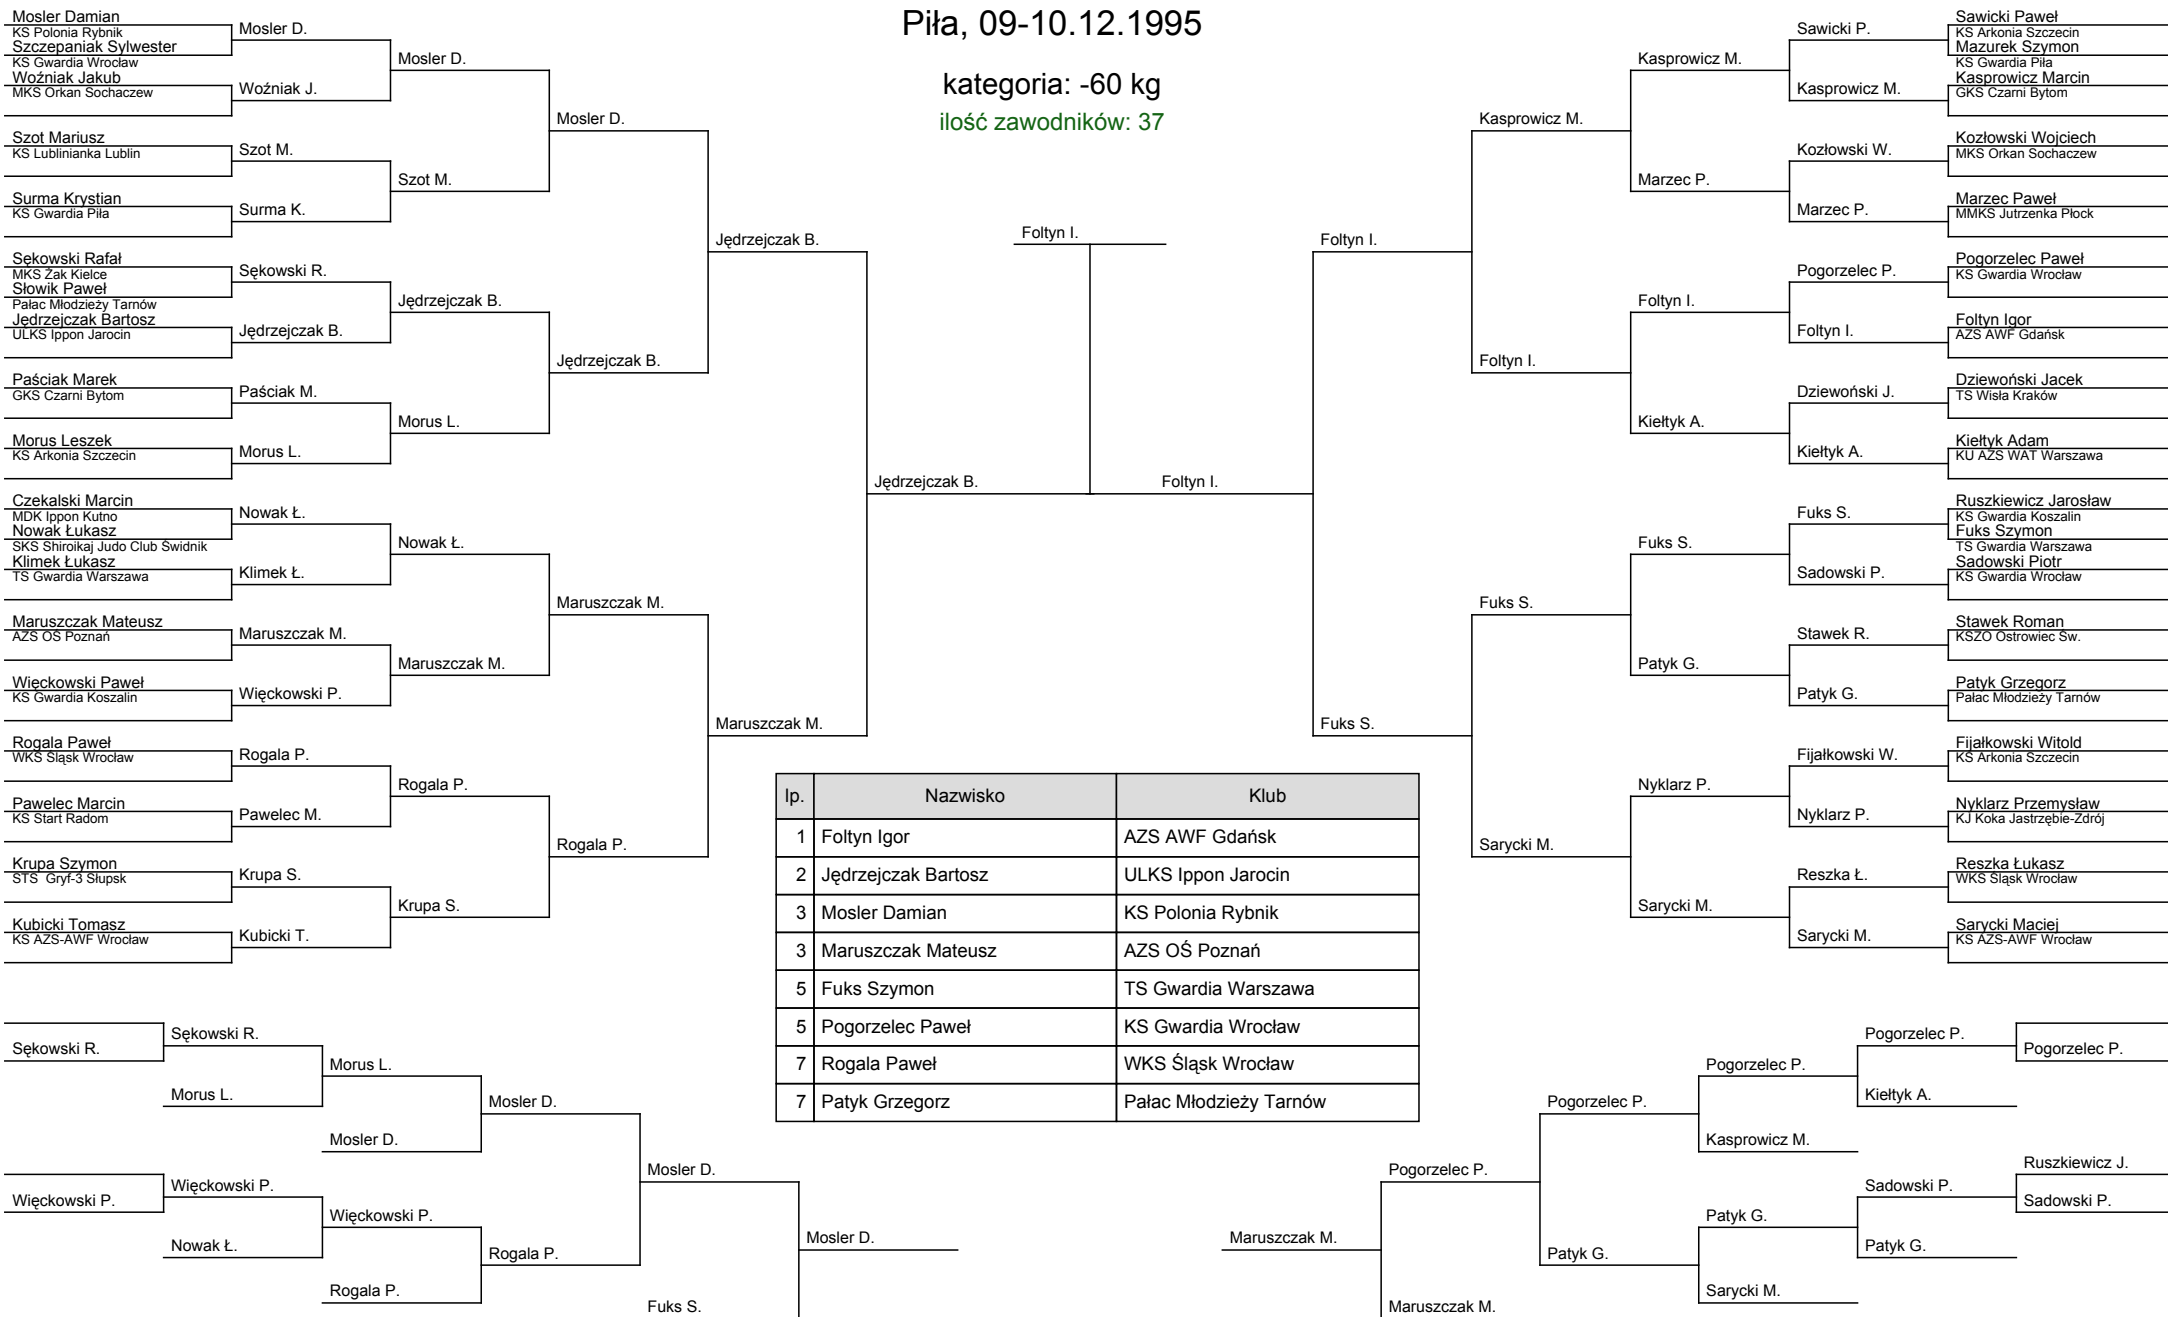 Piła, 09-10.12.1995
kategoria: -60 kg
ilość zawodników: 37
Mosler Damian
KS Polonia Rybnik
Szczepaniak Sylwester
KS Gwardia Wrocław
Woźniak Jakub
MKS Orkan Sochaczew
Szot Mariusz
KS Lublinianka Lublin
Surma Krystian
KS Gwardia Piła
Sękowski Rafał
MKS Żak Kielce
Słowik Paweł
Pałac Młodzieży Tarnów
Jędrzejczak Bartosz
ULKS Ippon Jarocin
Paściak Marek
GKS Czarni Bytom
Morus Leszek
KS Arkonia Szczecin
Czekalski Marcin
MDK Ippon Kutno
Nowak Łukasz
SKS Shiroikaj Judo Club Świdnik
Klimek Łukasz
TS Gwardia Warszawa
Maruszczak Mateusz
AZS OŚ Poznań
Więckowski Paweł
KS Gwardia Koszalin
Rogala Paweł
WKS Śląsk Wrocław
Pawelec Marcin
KS Start Radom
Krupa Szymon
STS Gryf-3 Słupsk
Kubicki Tomasz
KS AZS-AWF Wrocław
Mosler D.
Woźniak J.
Szot M.
Surma K.
Sękowski R.
Jędrzejczak B.
Paściak M.
Morus L.
Nowak Ł.
Klimek Ł.
Maruszczak M.
Więckowski P.
Rogala P.
Pawelec M.
Krupa S.
Kubicki T.
Mosler D.
Szot M.
Jędrzejczak B.
Morus L.
Nowak Ł.
Maruszczak M.
Rogala P.
Krupa S.
Mosler D.
Jędrzejczak B.
Maruszczak M.
Rogala P.
Jędrzejczak B.
Maruszczak M.
Jędrzejczak B.
Foltyn I.
Foltyn I.
Foltyn I.
Fuks S.
Kasprowicz M.
Foltyn I.
Fuks S.
Sarycki M.
Kasprowicz M.
Marzec P.
Foltyn I.
Kiełtyk A.
Fuks S.
Patyk G.
Nyklarz P.
Sarycki M.
Sawicki P.
Kasprowicz M.
Kozłowski W.
Marzec P.
Pogorzelec P.
Foltyn I.
Dziewoński J.
Kiełtyk A.
Fuks S.
Sadowski P.
Stawek R.
Patyk G.
Fijałkowski W.
Nyklarz P.
Reszka Ł.
Sarycki M.
Sawicki Paweł
KS Arkonia Szczecin
Mazurek Szymon
KS Gwardia Piła
Kasprowicz Marcin
GKS Czarni Bytom
Kozłowski Wojciech
MKS Orkan Sochaczew
Marzec Paweł
MMKS Jutrzenka Płock
Pogorzelec Paweł
KS Gwardia Wrocław
Foltyn Igor
AZS AWF Gdańsk
Dziewoński Jacek
TS Wisła Kraków
Kiełtyk Adam
KU AZS WAT Warszawa
Ruszkiewicz Jarosław
KS Gwardia Koszalin
Fuks Szymon
TS Gwardia Warszawa
Sadowski Piotr
KS Gwardia Wrocław
Stawek Roman
KSZO Ostrowiec Św.
Patyk Grzegorz
Pałac Młodzieży Tarnów
Fijałkowski Witold
KS Arkonia Szczecin
Nyklarz Przemysław
KJ Koka Jastrzębie-Zdrój
Reszka Łukasz
WKS Śląsk Wrocław
Sarycki Maciej
KS AZS-AWF Wrocław
lp. Nazwisko Klub
1 Foltyn Igor AZS AWF Gdańsk
2 Jędrzejczak Bartosz ULKS Ippon Jarocin
3 Mosler Damian KS Polonia Rybnik
3 Maruszczak Mateusz AZS OŚ Poznań
5 Fuks Szymon TS Gwardia Warszawa
5 Pogorzelec Paweł KS Gwardia Wrocław
7 Rogala Paweł WKS Śląsk Wrocław
7 Patyk Grzegorz Pałac Młodzieży Tarnów
Sękowski R.
Więckowski P.
Sękowski R.
Morus L.
Więckowski P.
Nowak Ł.
Morus L.
Mosler D.
Więckowski P.
Rogala P.
Mosler D.
Rogala P.
Mosler D.
Fuks S.
Mosler D.
Maruszczak M.
Pogorzelec P.
Maruszczak M.
Pogorzelec P.
Patyk G.
Pogorzelec P.
Kasprowicz M.
Patyk G.
Sarycki M.
Pogorzelec P.
Kiełtyk A.
Sadowski P.
Patyk G.
Pogorzelec P.
Ruszkiewicz J.
Sadowski P.